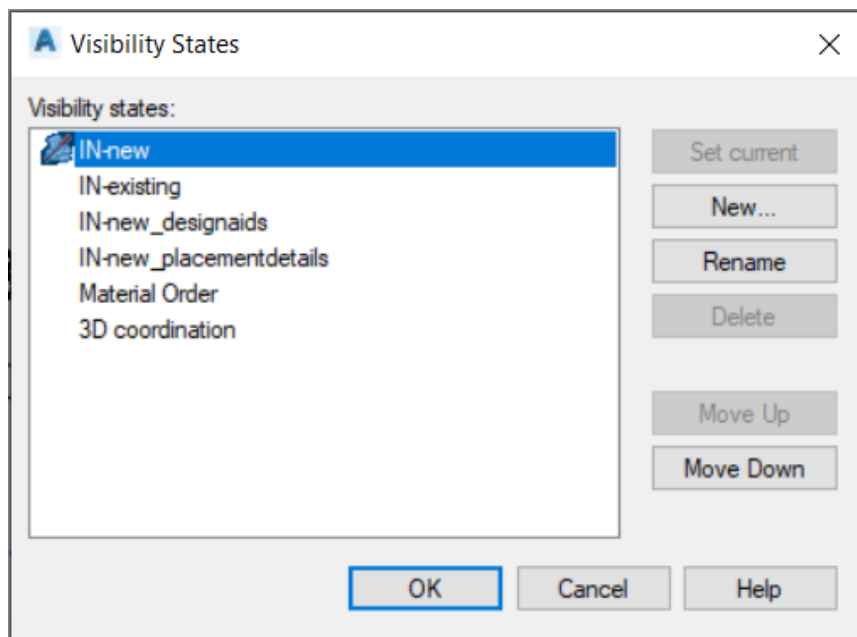 Visibility States
Visibility states:
IN-new
IN-existing
IN-new_designaids
IN-new_placementdetails
Material Order
3D coordination
Set current
New...
Rename
Delete
Move Up
Move Down
OK
Cancel
Help